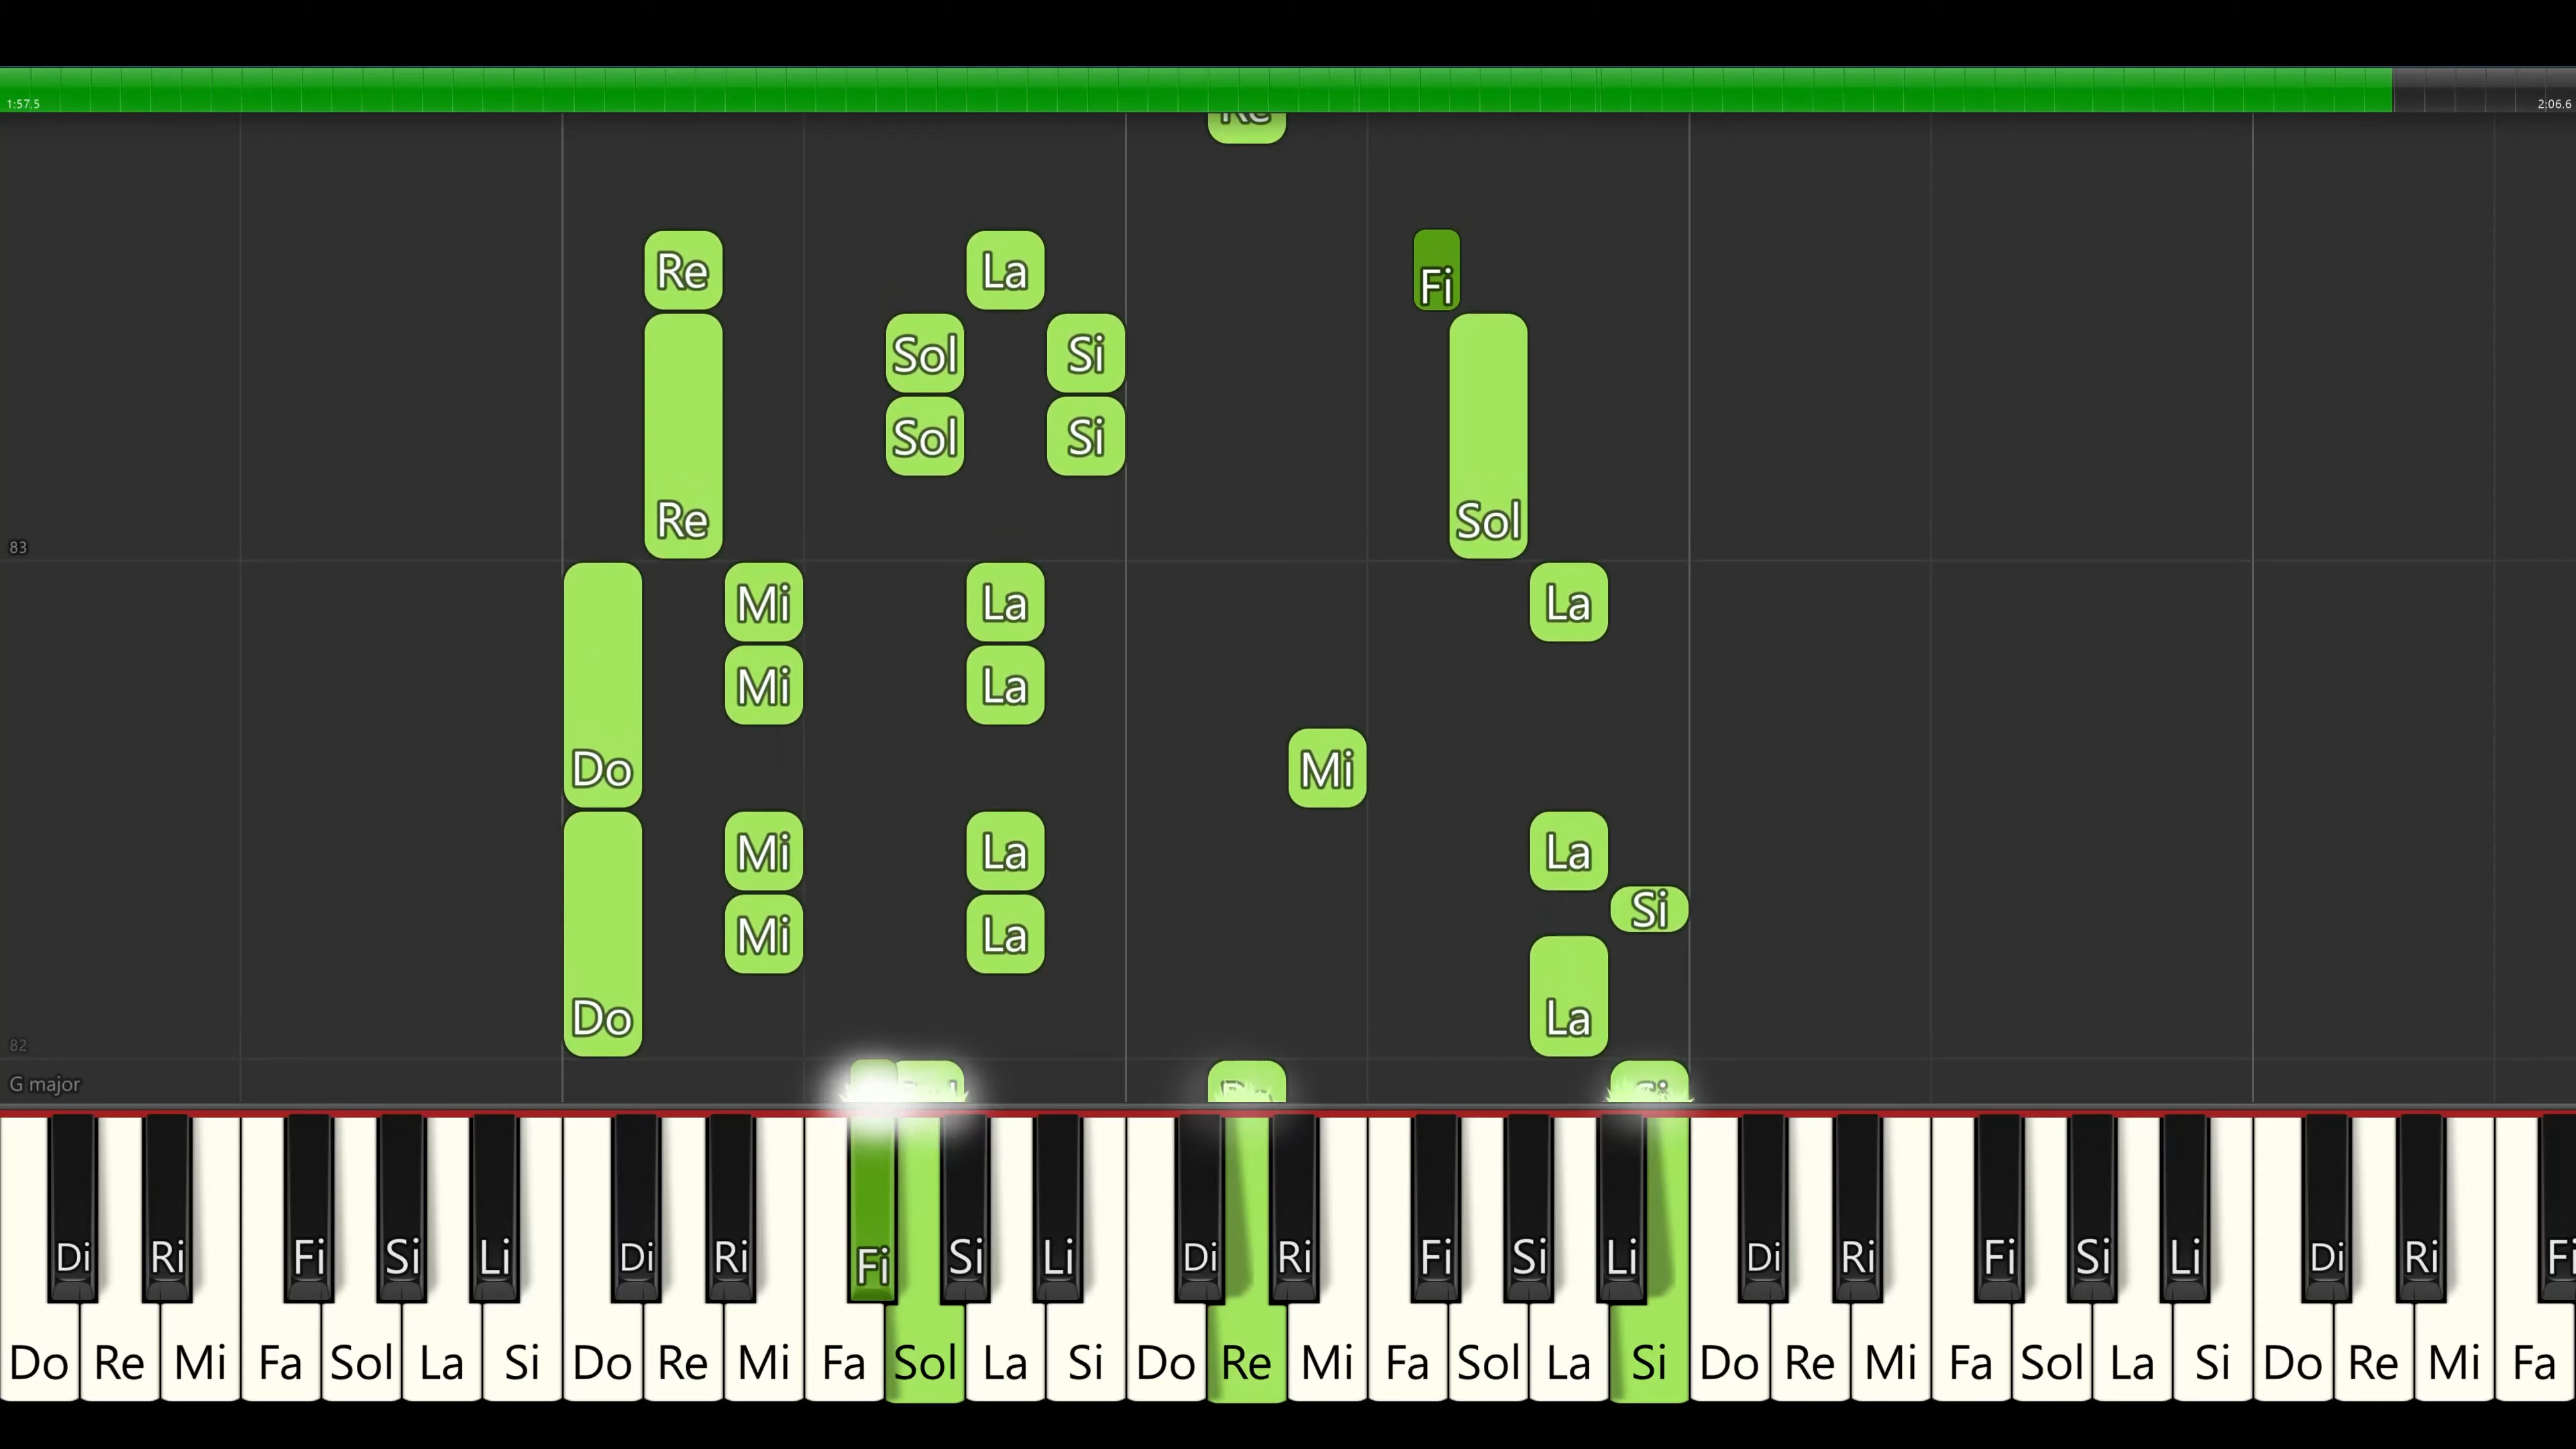 1:57.5
2:06.6
Re
Re La Fi
Sol Si
Sol Si
Re Sol
83
Mi La La
Mi La
Do Mi
Mi La La
Si
Mi La
Do La
82
G major
Re Si
Di Ri Fi Si Li Di Ri Fi Si Li Di Ri Fi Si Li Di Ri Fi Si Li Di Ri Fi
Do Re Mi Fa Sol La Si Do Re Mi Fa Sol La Si Do Re Mi Fa Sol La Si Do Re Mi Fa Sol La Si Do Re Mi Fa